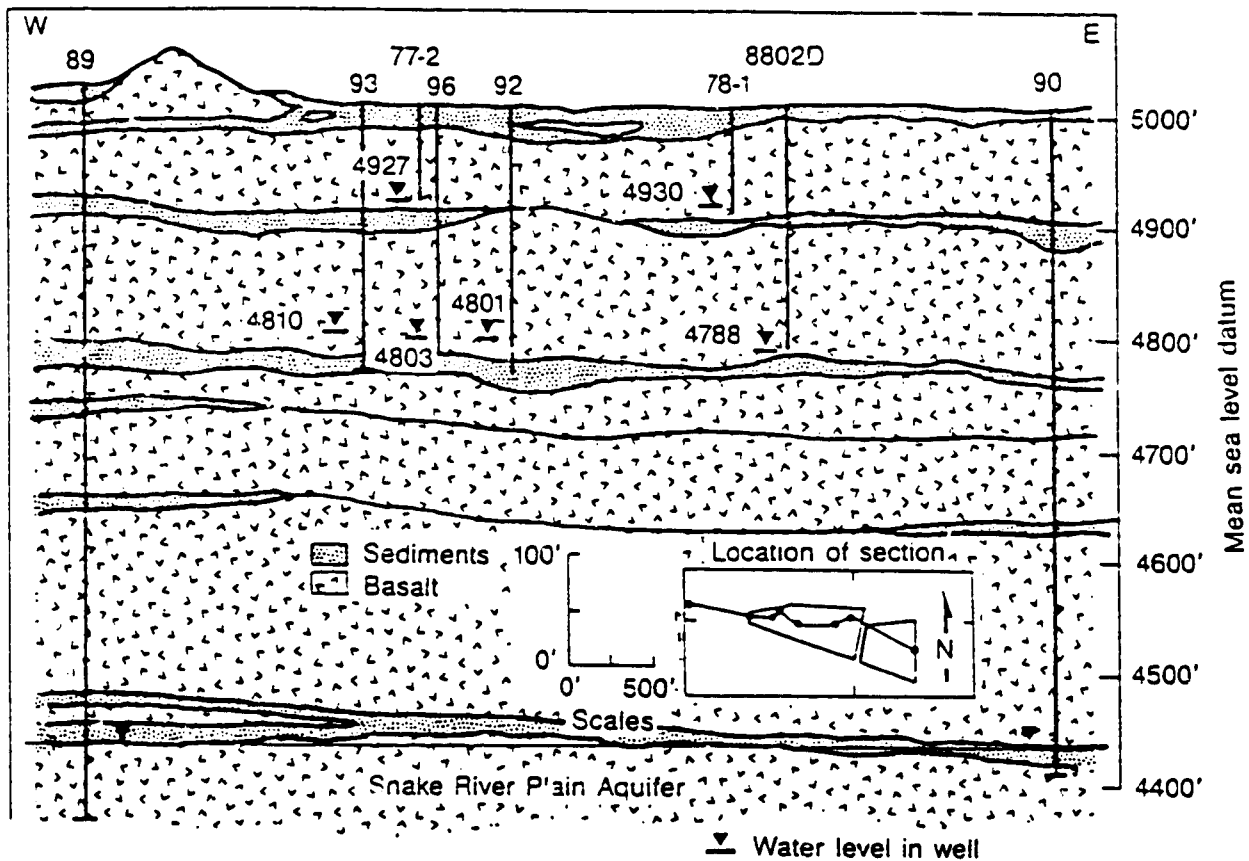 W
E
89
77-2
8802D
93
96
92
78-1
90
5000'
4927
4930
4900'
4801
4810
4803
4788
4800'
4700'
Mean sea level datum
Sediments
Basalt
100'
0'
0'
500'
Scales
Location of section
N
4600'
4500'
Snake River Plain Aquifer
4400'
Water level in well